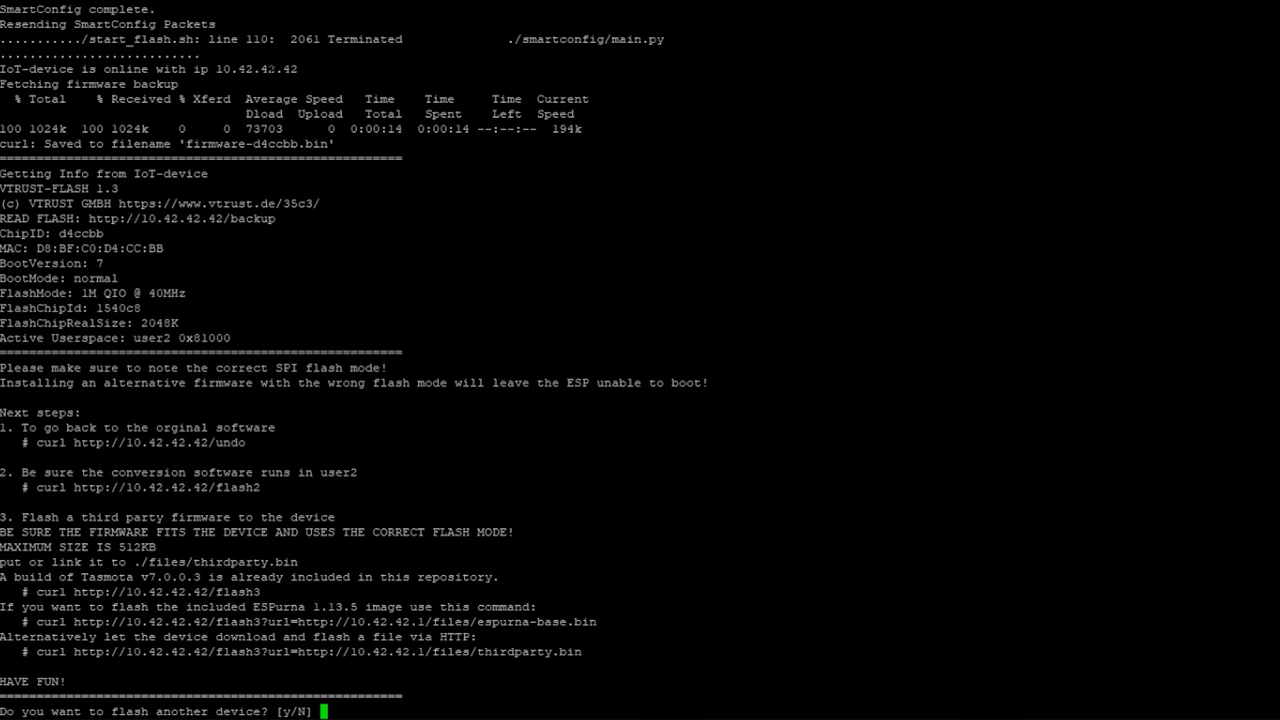 SmartConfig complete.
Resending SmartConfig Packets
.........../start_flash.sh: line 110:  2061 Terminated              ./smartconfig/main.py
...........................
IoT-device is online with ip 10.42.42.42
Fetching firmware backup
  % Total    % Received % Xferd  Average Speed   Time    Time     Time  Current
                                 Dload  Upload   Total   Spent    Left  Speed
100 1024k  100 1024k    0     0  73703      0  0:00:14  0:00:14 --:--:--  194k
curl: Saved to filename 'firmware-d4ccbb.bin'
======================================================
Getting Info from IoT-device
VTRUST-FLASH 1.3
(c) VTRUST GMBH https://www.vtrust.de/35c3/
READ FLASH: http://10.42.42.42/backup
ChipID: d4ccbb
MAC: D8:BF:C0:D4:CC:BB
BootVersion: 7
BootMode: normal
FlashMode: 1M QIO @ 40MHz
FlashChipId: 1540c8
FlashChipRealSize: 2048K
Active Userspace: user2 0x81000
======================================================
Please make sure to note the correct SPI flash mode!
Installing an alternative firmware with the wrong flash mode will leave the ESP unable to boot!
Next steps:
1. To go back to the orginal software
   # curl http://10.42.42.42/undo
2. Be sure the conversion software runs in user2
   # curl http://10.42.42.42/flash2
3. Flash a third party firmware to the device
BE SURE THE FIRMWARE FITS THE DEVICE AND USES THE CORRECT FLASH MODE!
MAXIMUM SIZE IS 512KB
put or link it to ./files/thirdparty.bin
A build of Tasmota v7.0.0.3 is already included in this repository.
   # curl http://10.42.42.42/flash3
If you want to flash the included ESPurna 1.13.5 image use this command:
   # curl http://10.42.42.42/flash3?url=http://10.42.42.1/files/espurna-base.bin
Alternatively let the device download and flash a file via HTTP:
   # curl http://10.42.42.42/flash3?url=http://10.42.42.1/files/thirdparty.bin
HAVE FUN!
======================================================
Do you want to flash another device? [y/N]